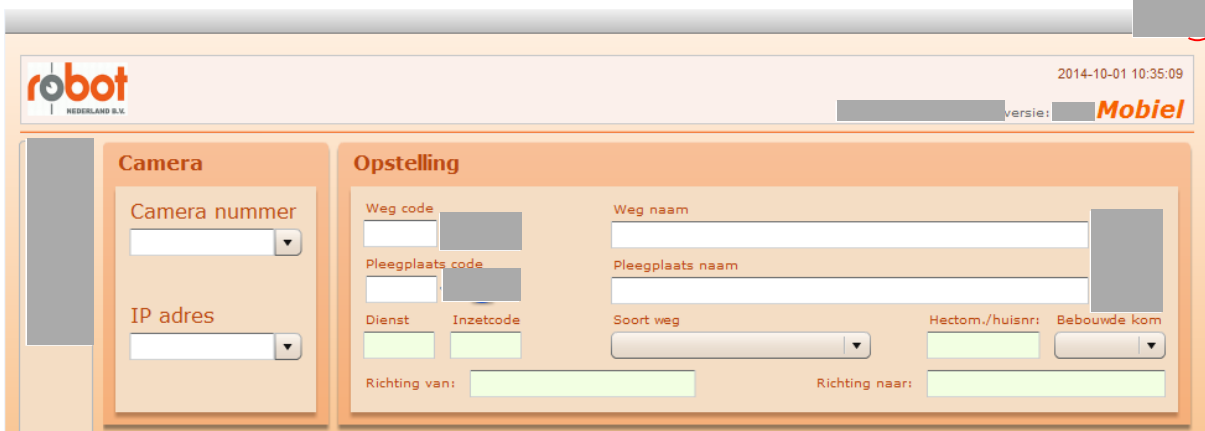 robot
NEDERLAND B.V.
2014-10-01 10:35:09
versie: Mobiel
Camera
Camera nummer
IP adres
Opstelling
Weg code
Weg naam
Pleegplaats code
Pleegplaats naam
Dienst
Inzetcode
Soort weg
Hectom./huisnr:
Bebouwde kom
Richting van:
Richting naar: